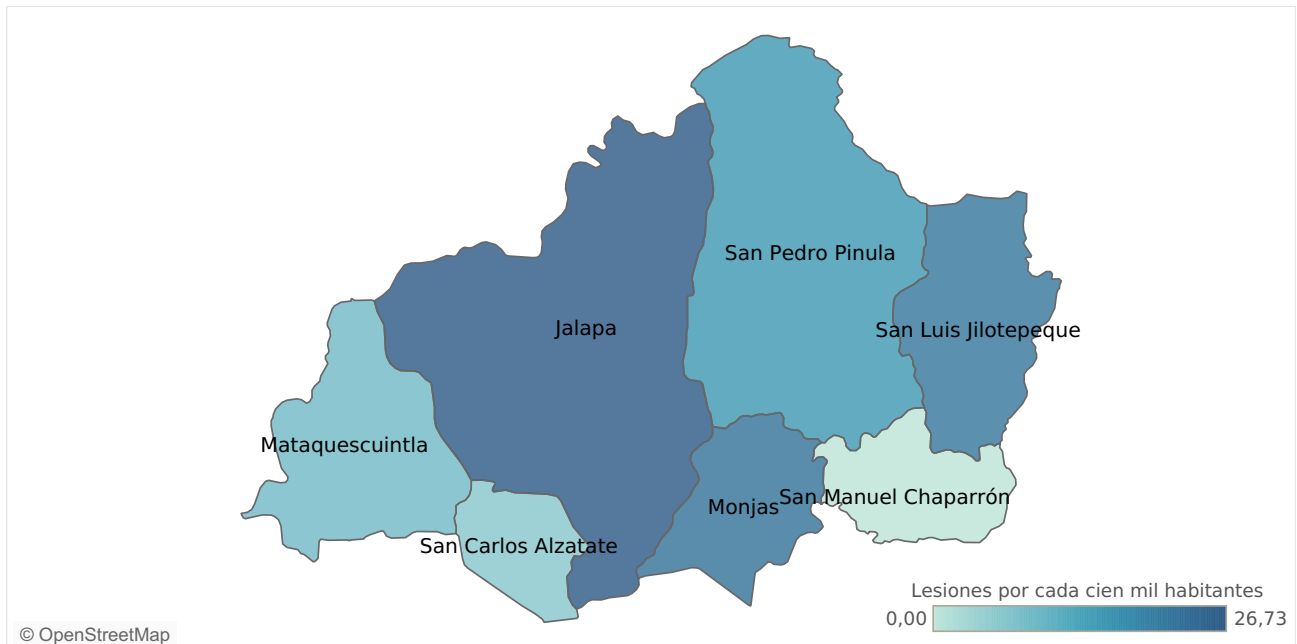 San Pedro Pinula
Jalapa
San Luis Jilotepeque
Mataquescuintla
San Manuel Chaparrón
Monjas
San Carlos Alzatate
Lesiones por cada cien mil habitantes
0,00 26,73
© OpenStreetMap